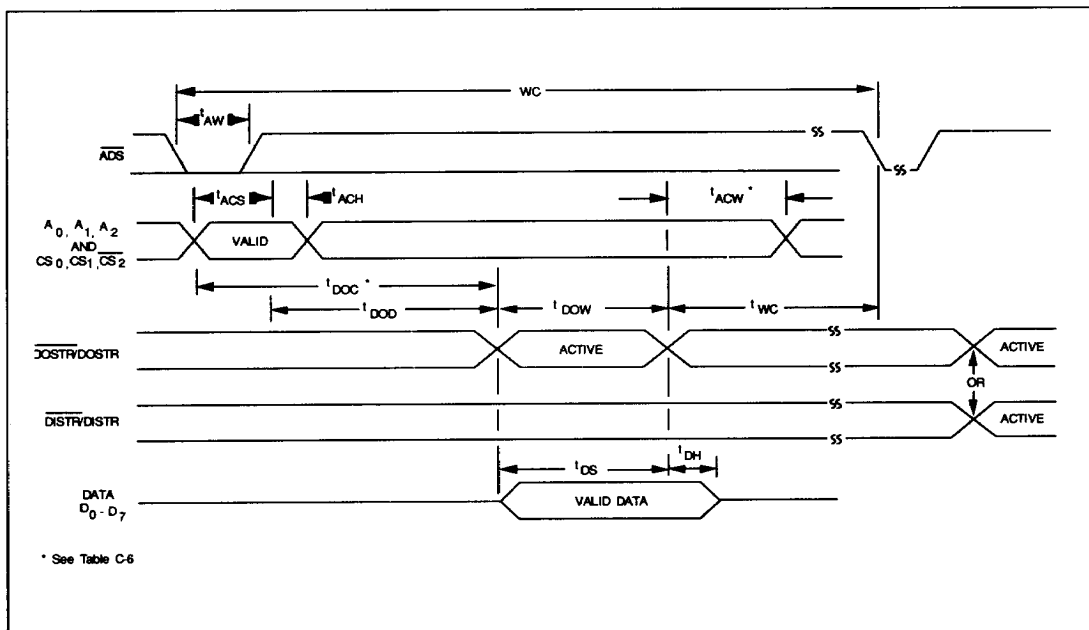 WC
tAW
ADS
tACS
tACH
tACW *
A0, A1, A2
AND
CS0, CS1, CS2
VALID
tDOC *
tDOD
tDOW
tWC
DOSTR/DOSTR
ACTIVE
ACTIVE
OR
DISTR/DISTR
ACTIVE
tDS
tDH
DATA
D0 - D7
VALID DATA
* See Table C-6